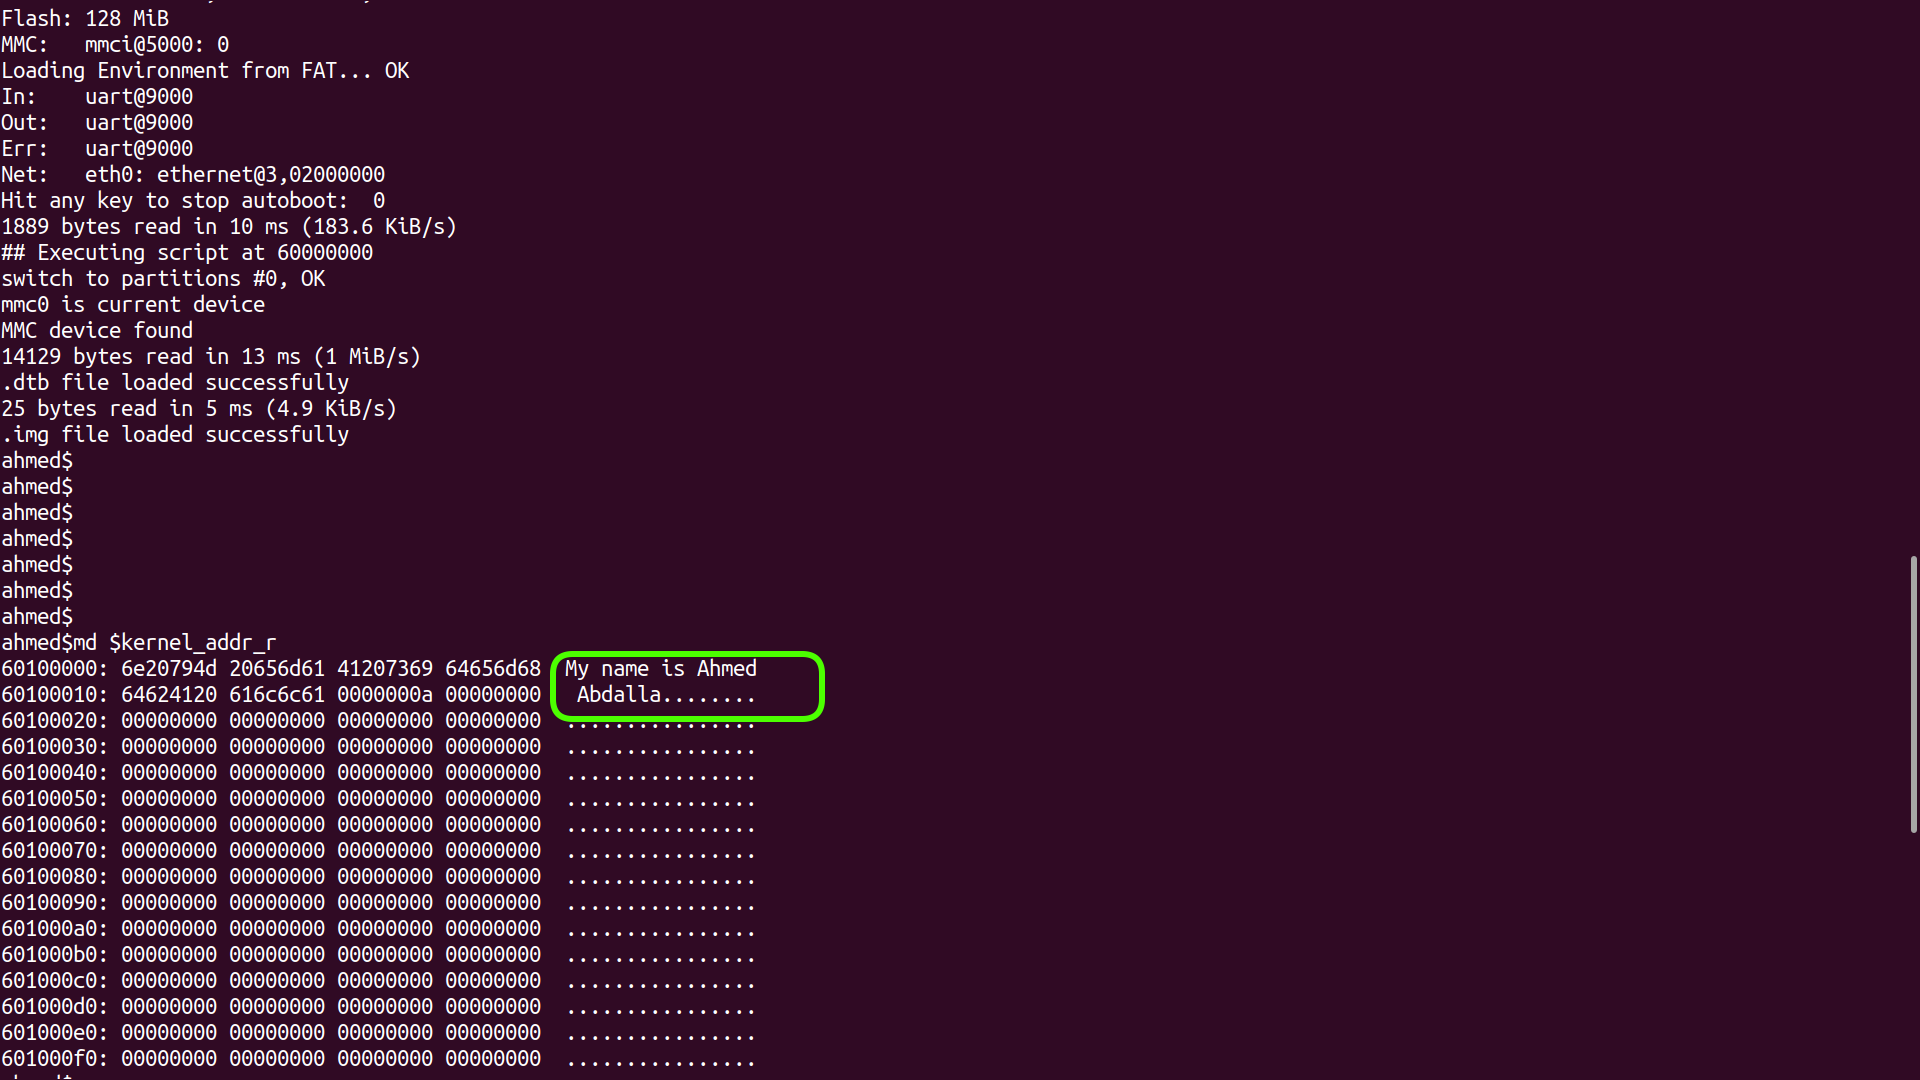 Flash: 128 MiB
MMC:   mmci@5000: 0
Loading Environment from FAT... OK
In:    uart@9000
Out:   uart@9000
Err:   uart@9000
Net:   eth0: ethernet@3,02000000
Hit any key to stop autoboot:  0
1889 bytes read in 10 ms (183.6 KiB/s)
## Executing script at 60000000
switch to partitions #0, OK
mmc0 is current device
MMC device found
14129 bytes read in 13 ms (1 MiB/s)
.dtb file loaded successfully
25 bytes read in 5 ms (4.9 KiB/s)
.img file loaded successfully
ahmed$
ahmed$
ahmed$
ahmed$
ahmed$
ahmed$
ahmed$
ahmed$md $kernel_addr_r
60100000: 6e20794d 20656d61 41207369 64656d68  My name is Ahmed
60100010: 64624120 616c6c61 0000000a 00000000   Abdalla........
60100020: 00000000 00000000 00000000 00000000  ................
60100030: 00000000 00000000 00000000 00000000  ................
60100040: 00000000 00000000 00000000 00000000  ................
60100050: 00000000 00000000 00000000 00000000  ................
60100060: 00000000 00000000 00000000 00000000  ................
60100070: 00000000 00000000 00000000 00000000  ................
60100080: 00000000 00000000 00000000 00000000  ................
60100090: 00000000 00000000 00000000 00000000  ................
601000a0: 00000000 00000000 00000000 00000000  ................
601000b0: 00000000 00000000 00000000 00000000  ................
601000c0: 00000000 00000000 00000000 00000000  ................
601000d0: 00000000 00000000 00000000 00000000  ................
601000e0: 00000000 00000000 00000000 00000000  ................
601000f0: 00000000 00000000 00000000 00000000  ................